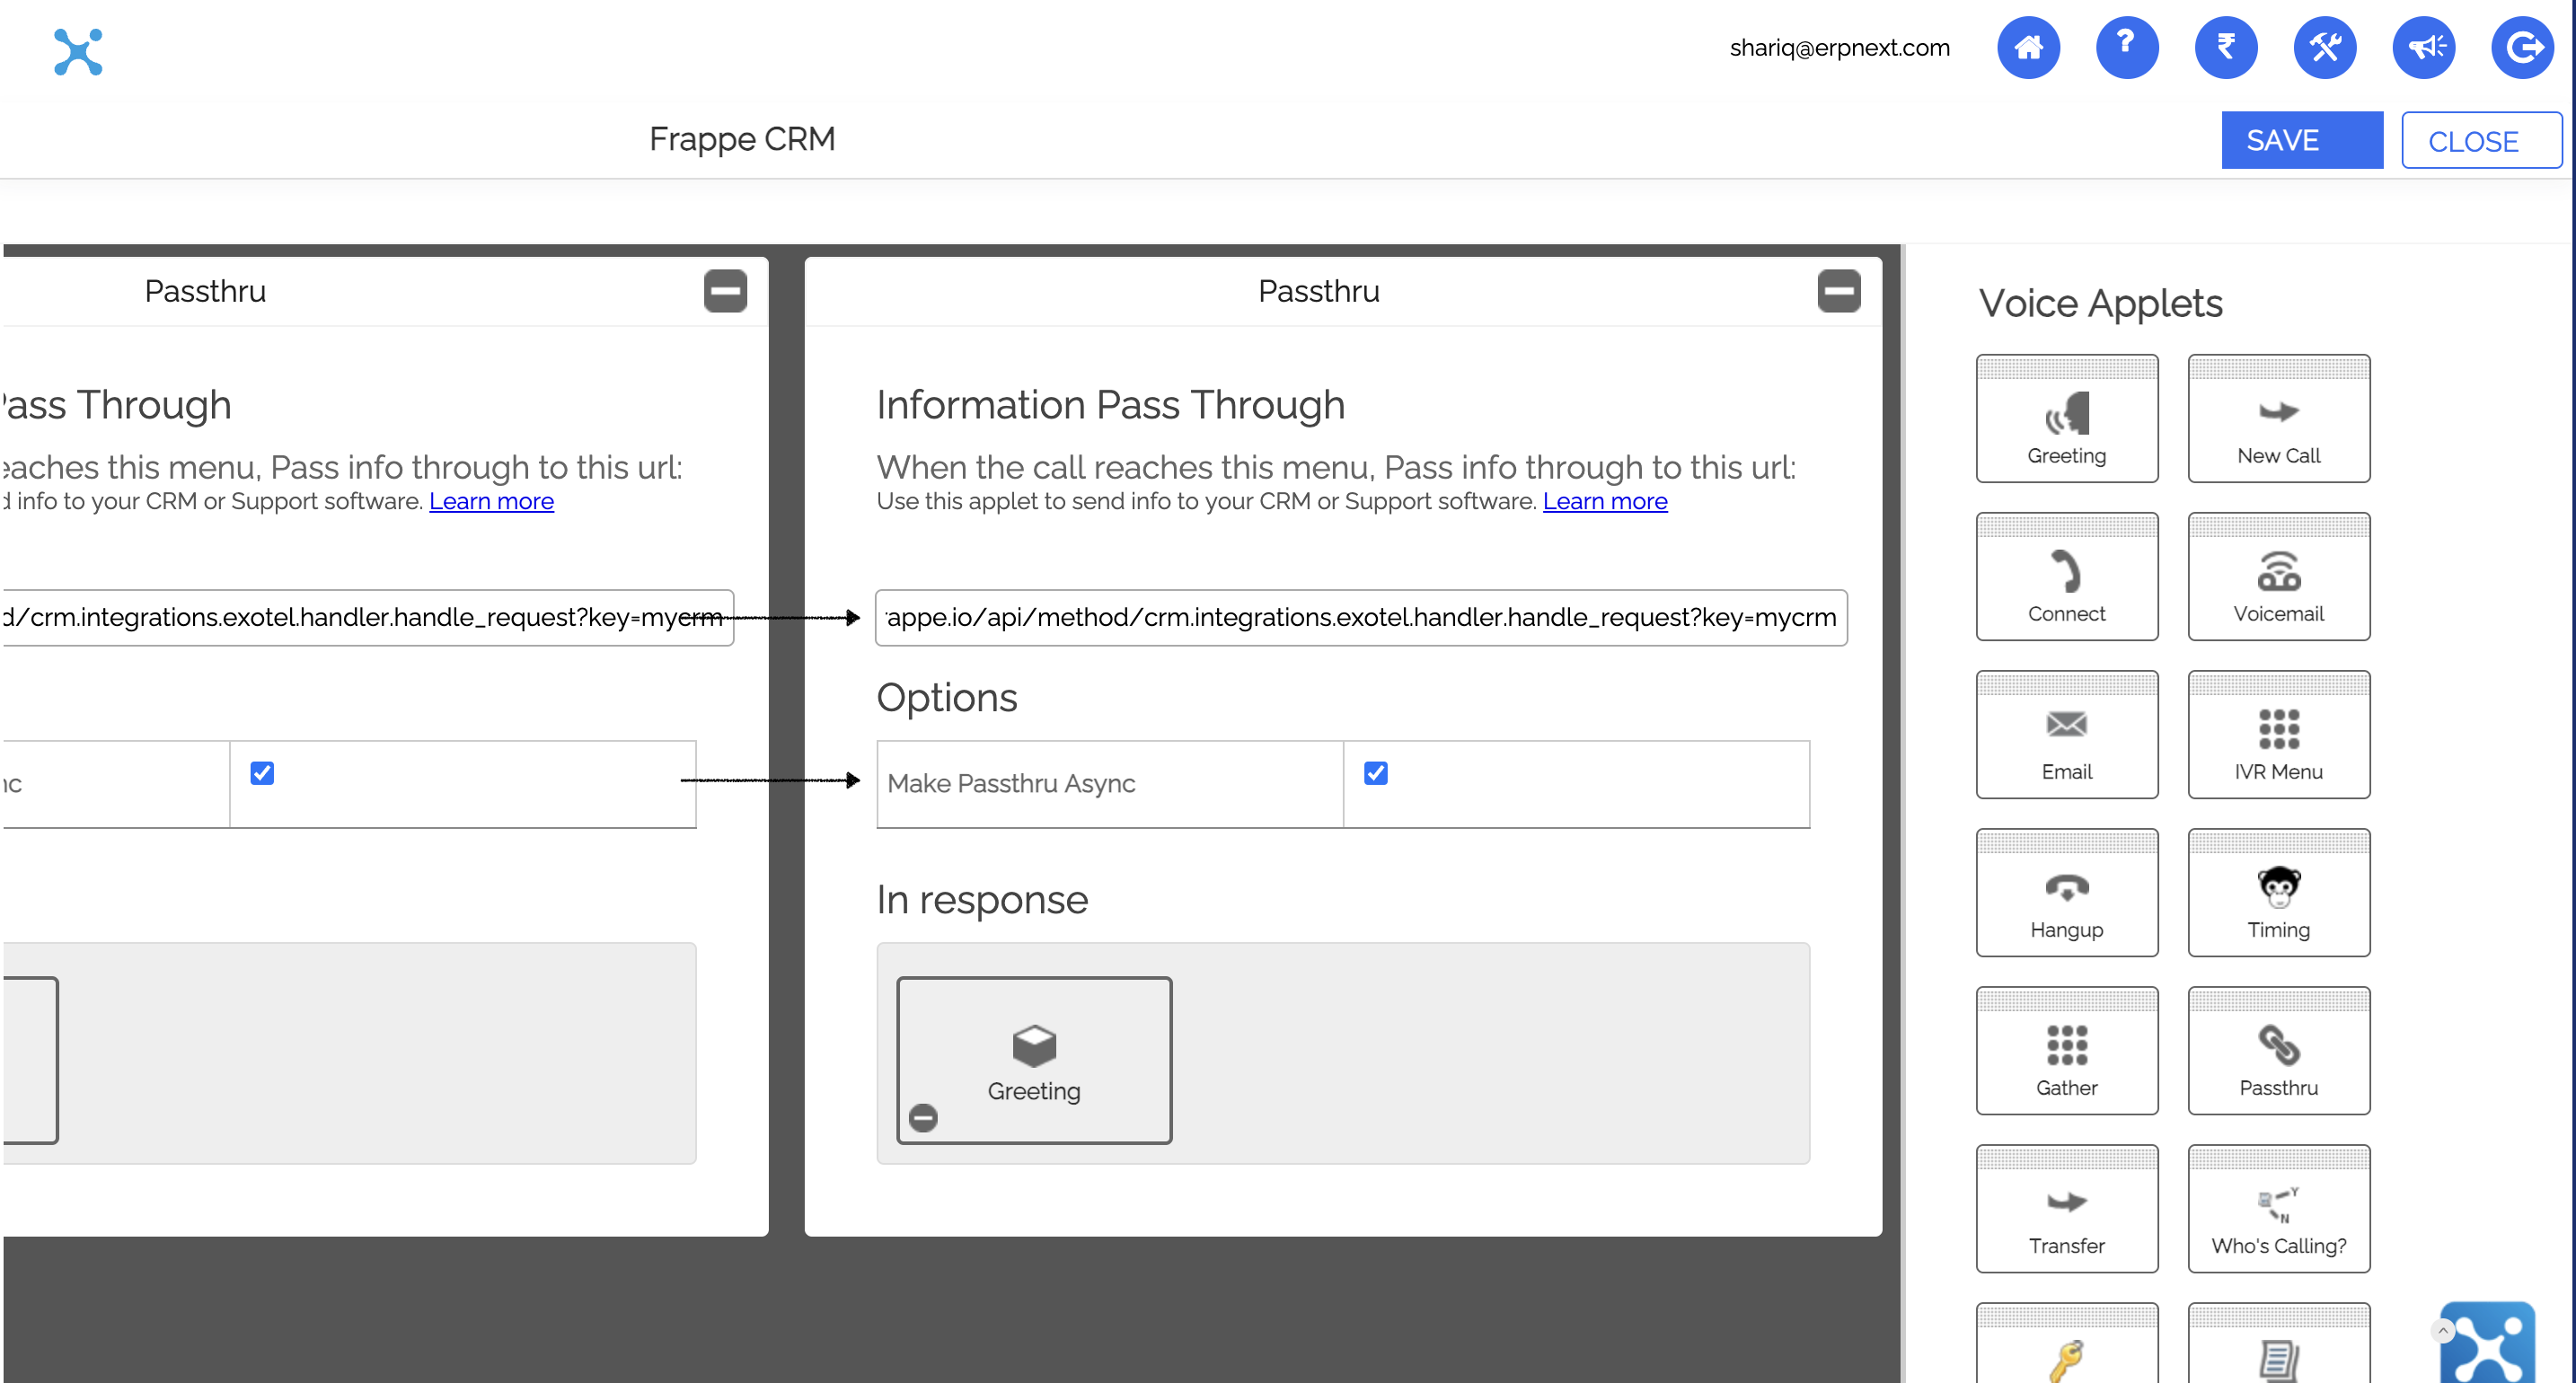 shariq@erpnext.com
Frappe CRM
SAVE
CLOSE
Passthru
Pass Through
eaches this menu, Pass info through to this url:
d info to your CRM or Support software. Learn more
d/crm.integrations.exotel.handler.handle_request?key=mycrm
nc
Passthru
Information Pass Through
When the call reaches this menu, Pass info through to this url:
Use this applet to send info to your CRM or Support software. Learn more
appe.io/api/method/crm.integrations.exotel.handler.handle_request?key=mycrm
Options
Make Passthru Async
In response
Greeting
Voice Applets
Greeting
New Call
Connect
Voicemail
Email
IVR Menu
Hangup
Timing
Gather
Passthru
Transfer
Who's Calling?